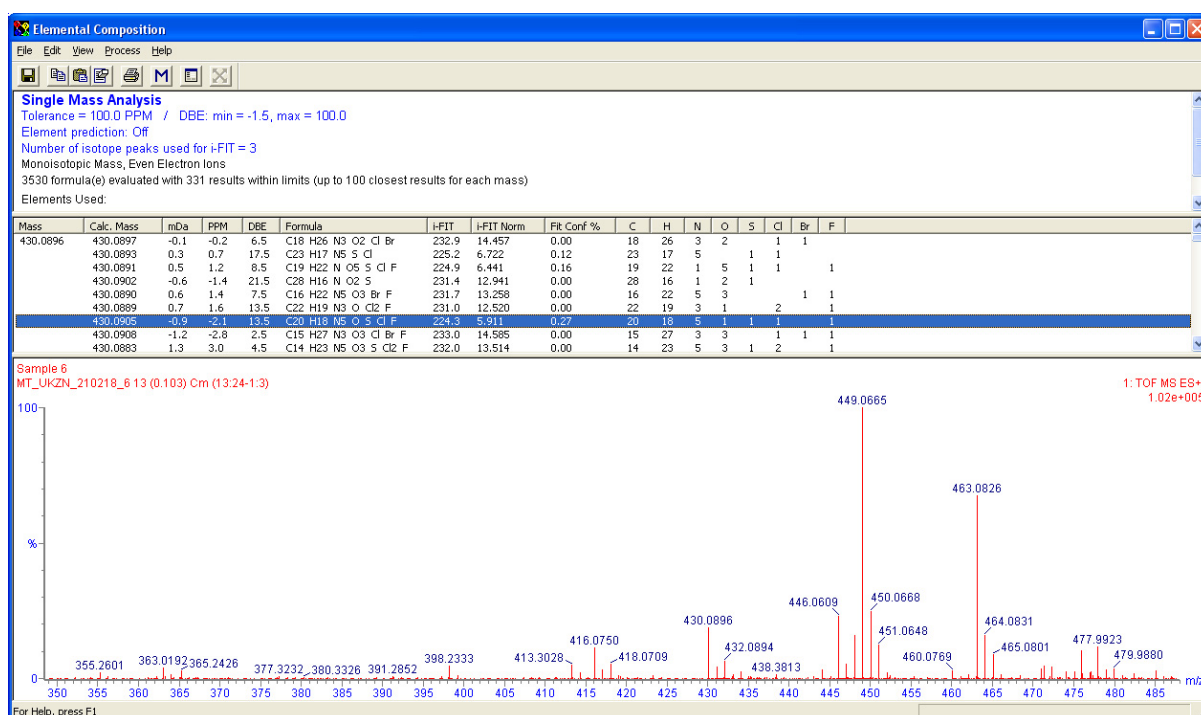 Elemental Composition
File Edit View Process Help
M
Single Mass Analysis
Tolerance = 100.0 PPM / DBE: min = -1.5, max = 100.0
Element prediction: Off
Number of isotope peaks used for i-FIT = 3
Monoisotopic Mass, Even Electron Ions
3530 formula(e) evaluated with 331 results within limits (up to 100 closest results for each mass)
Elements Used:
Mass Calc. Mass mDa PPM DBE Formula i-FIT i-FIT Norm Fit Conf % C H N O S Cl Br F
430.0896 430.0897 -0.1 -0.2 6.5 C18 H26 N3 O2 Cl Br 232.9 14.457 0.00 18 26 3 2 1 1
430.0893 0.3 0.7 17.5 C23 H17 N5 S Cl 225.2 6.722 0.12 23 17 5 1 1
430.0891 0.5 1.2 8.5 C19 H22 N O5 S Cl F 224.9 6.441 0.16 19 22 1 5 1 1 1
430.0902 -0.6 -1.4 21.5 C28 H16 N O2 S 231.4 12.941 0.00 28 16 1 2 1
430.0890 0.6 1.4 7.5 C16 H22 N5 O3 Br F 231.7 13.258 0.00 16 22 5 3 1 1
430.0889 0.7 1.6 13.5 C22 H19 N3 O Cl2 F 231.0 12.520 0.00 22 19 3 1 2 1
430.0905 -0.9 -2.1 13.5 C20 H18 N5 O S Cl F 224.3 5.911 0.27 20 18 5 1 1 1 1
430.0908 -1.2 -2.8 2.5 C15 H27 N3 O3 Cl Br F 233.0 14.585 0.00 15 27 3 3 1 1 1
430.0883 1.3 3.0 4.5 C14 H23 N5 O3 S Cl2 F 232.0 13.514 0.00 14 23 5 3 1 2 1
Sample 6
MT_UKZN_210218_6 13 (0.103) Cm (13:24-1:3)
1: TOF MS ES+
1.02e+005
100
449.0665
463.0826
%
446.0609
450.0668
430.0896
464.0831
451.0648
416.0750
432.0894
465.0801
477.9923
355.2601
363.0192
365.2426
377.3232
380.3326
391.2852
398.2333
413.3028
418.0709
438.3813
460.0769
479.9880
0
350 355 360 365 370 375 380 385 390 395 400 405 410 415 420 425 430 435 440 445 450 455 460 465 470 475 480 485
m/z
For Help, press F1